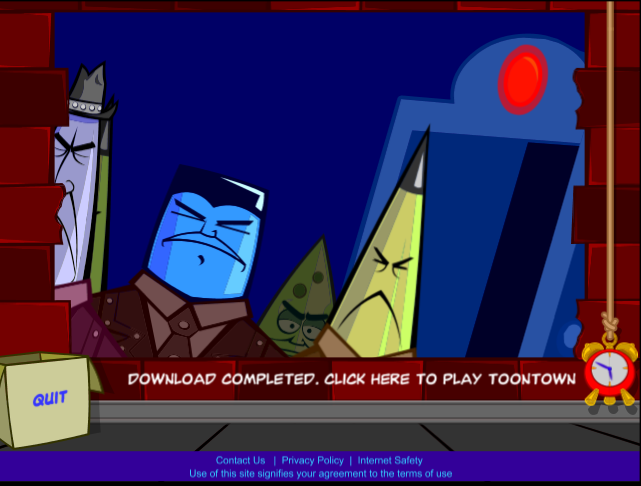 DOWNLOAD COMPLETED. CLICK HERE TO PLAY TOONTOWN
QUIT
Contact Us | Privacy Policy | Internet Safety
Use of this site signifies your agreement to the terms of use